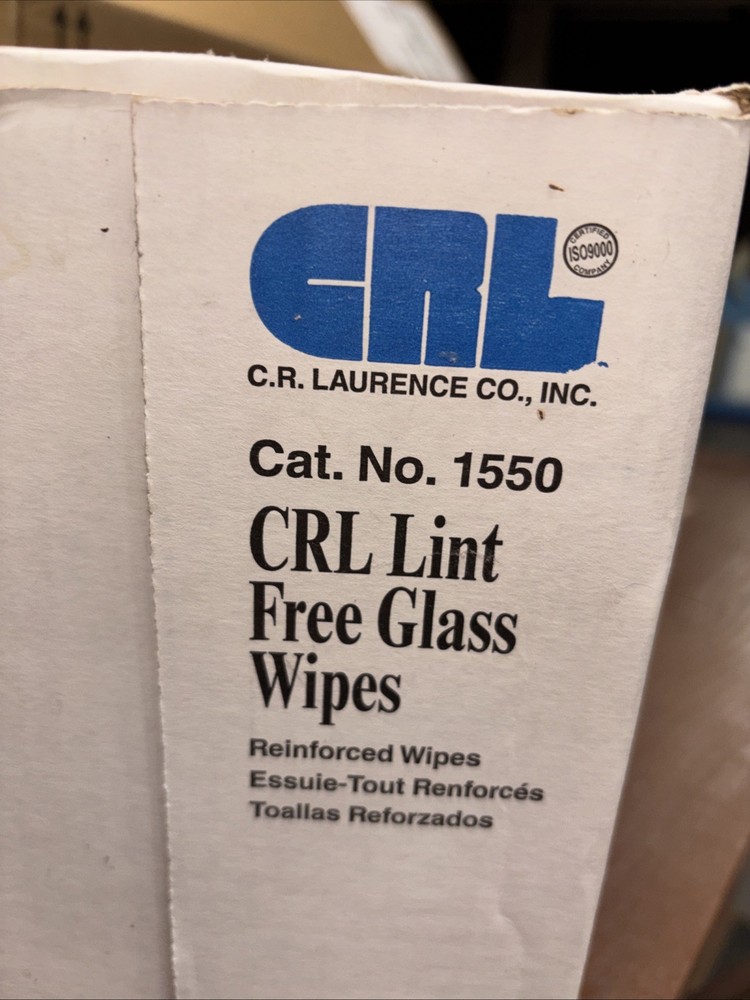 CRL
CERTIFIED
ISO9000
COMPANY
C.R. LAURENCE CO., INC.
Cat. No. 1550
CRL Lint
Free Glass
Wipes
Reinforced Wipes
Essuie-Tout Renforcés
Toallas Reforzados